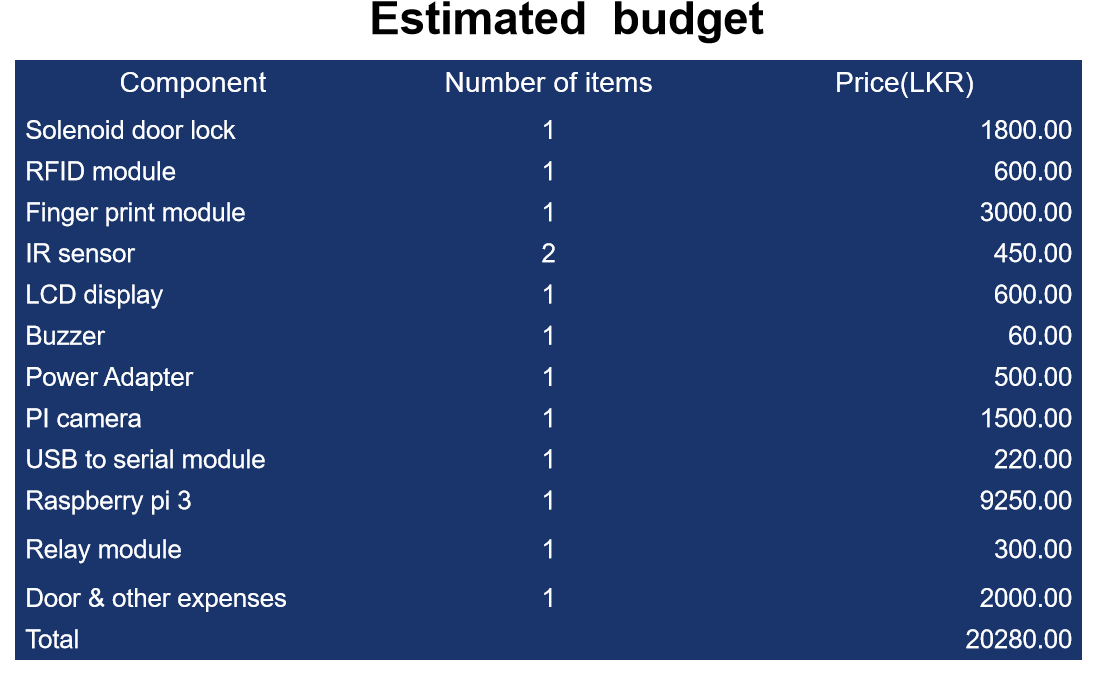 Estimated budget
Component Number of items Price(LKR)
Solenoid door lock 1 1800.00
RFID module 1 600.00
Finger print module 1 3000.00
IR sensor 2 450.00
LCD display 1 600.00
Buzzer 1 60.00
Power Adapter 1 500.00
PI camera 1 1500.00
USB to serial module 1 220.00
Raspberry pi 3 1 9250.00
Relay module 1 300.00
Door & other expenses 1 2000.00
Total 20280.00